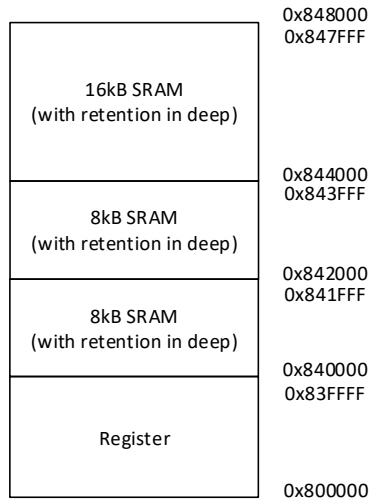 0x848000
0x847FFF
16kB SRAM
(with retention in deep)
0x844000
0x843FFF
8kB SRAM
(with retention in deep)
0x842000
0x841FFF
8kB SRAM
(with retention in deep)
0x840000
0x83FFFF
Register
0x800000